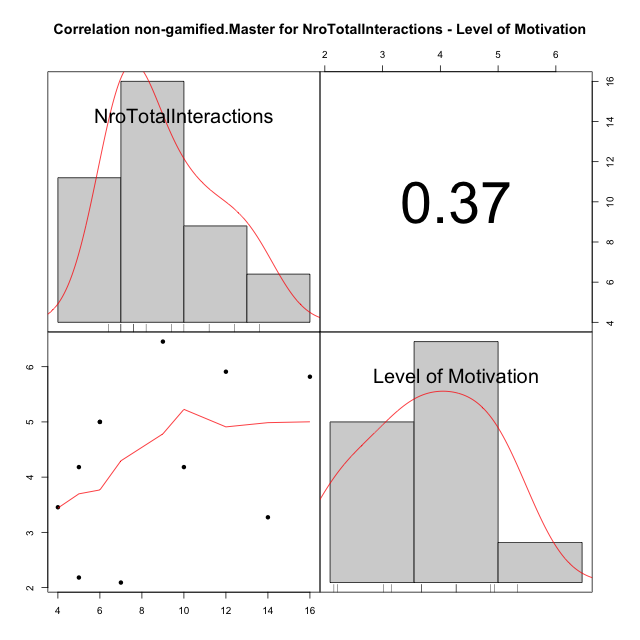 Correlation non-gamified.Master for NroTotalInteractions - Level of Motivation
2 3 4 5 6
NroTotalInteractions
0.37
16
14
12
10
8
6
4
Level of Motivation
6
5
4
3
2
4 6 8 10 12 14 16